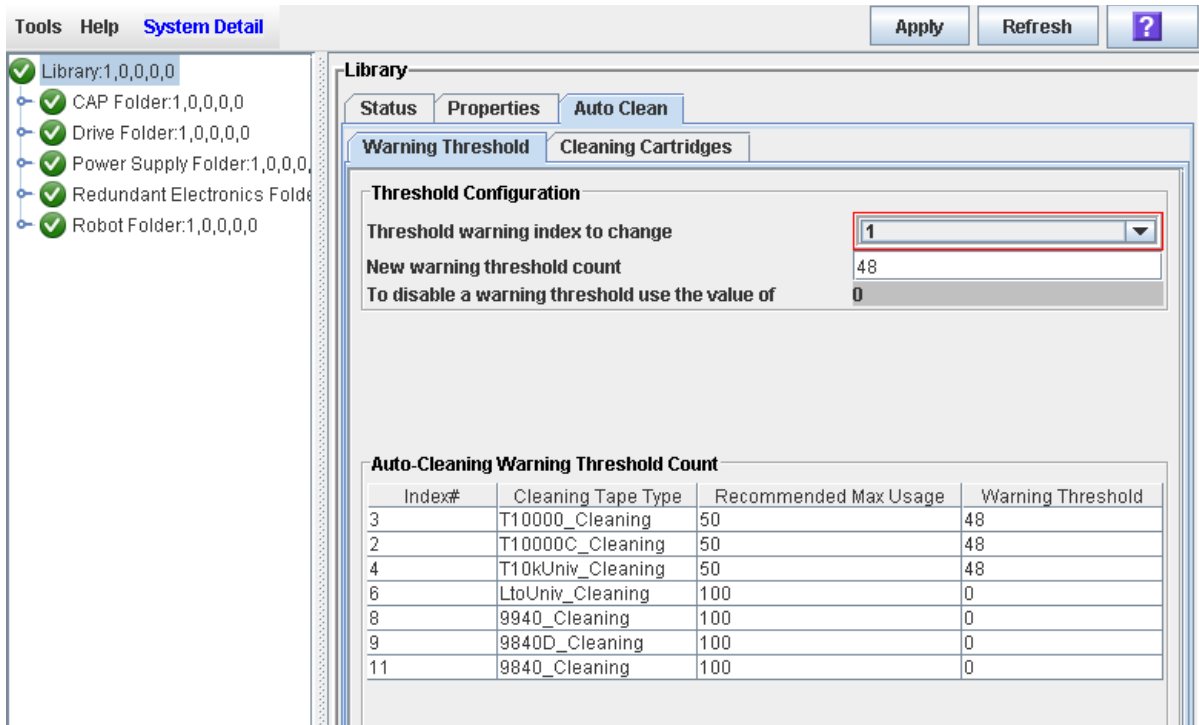 Tools Help System Detail Apply Refresh ?
Library:1,0,0,0,0
CAP Folder:1,0,0,0,0
Drive Folder:1,0,0,0,0
Power Supply Folder:1,0,0,0,
Redundant Electronics Folde
Robot Folder:1,0,0,0,0
Library
Status Properties Auto Clean
Warning Threshold Cleaning Cartridges
Threshold Configuration
Threshold warning index to change 1
New warning threshold count 48
To disable a warning threshold use the value of 0
Auto-Cleaning Warning Threshold Count
Index# Cleaning Tape Type Recommended Max Usage Warning Threshold
3 T10000_Cleaning 50 48
2 T10000C_Cleaning 50 48
4 T10kUniv_Cleaning 50 48
6 LtoUniv_Cleaning 100 0
8 9940_Cleaning 100 0
9 9840D_Cleaning 100 0
11 9840_Cleaning 100 0